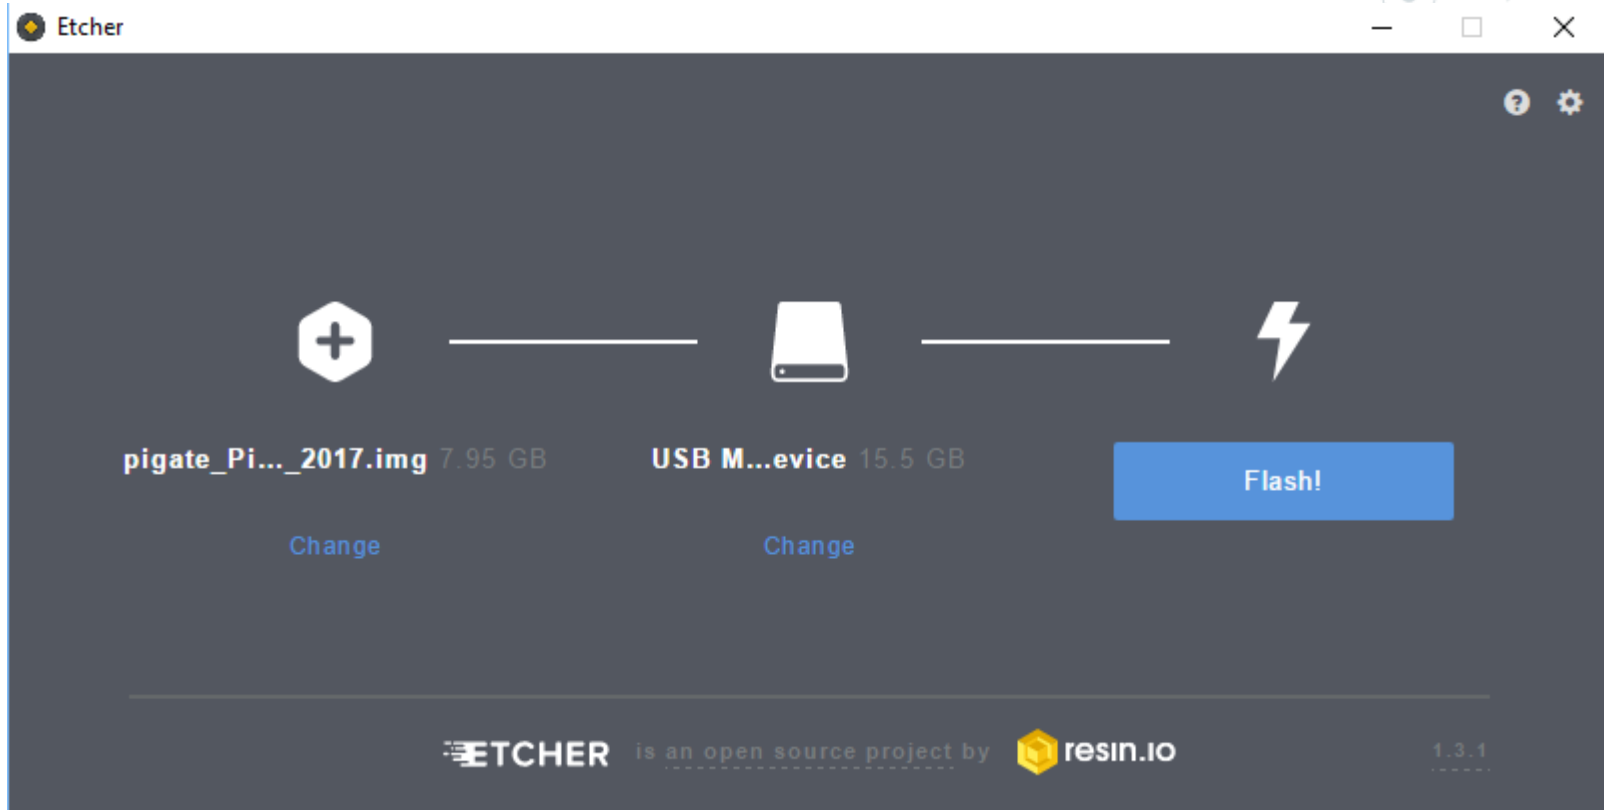 Etcher
pigate_Pi..._2017.img 7.95 GB
USB M...evice 15.5 GB
Flash!
Change
Change
ETCHER is an open source project by resin.io
1.3.1